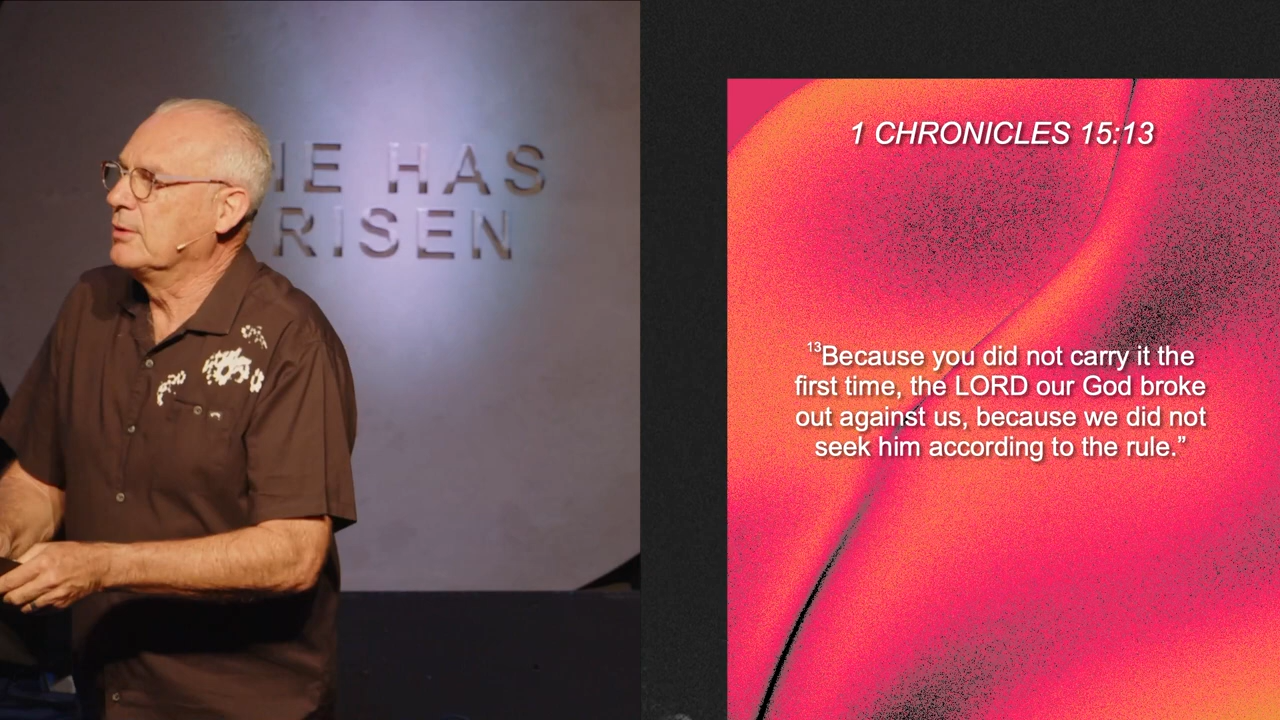 HE HAS
RISEN
1 CHRONICLES 15:13
¹³Because you did not carry it the
first time, the LORD our God broke
out against us, because we did not
seek him according to the rule.”